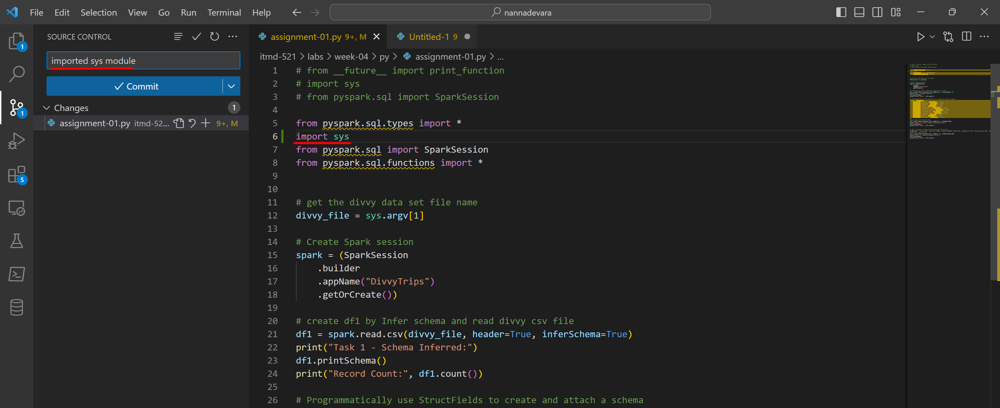 File Edit Selection View Go Run Terminal Help
nannadevara
SOURCE CONTROL
imported sys module
Commit
Changes 1
assignment-01.py itmd-52... 9+, M
1
1
5
assignment-01.py 9+, M
Untitled-1 9
itmd-521 > labs > week-04 > py > assignment-01.py > ...
1 # from __future__ import print_function
2 # import sys
3 # from pyspark.sql import SparkSession
4
5 from pyspark.sql.types import *
6 import sys
7 from pyspark.sql import SparkSession
8 from pyspark.sql.functions import *
9
10
11 # get the divvy data set file name
12 divvy_file = sys.argv[1]
13
14 # Create Spark session
15 spark = (SparkSession
16     .builder
17     .appName("DivvyTrips")
18     .getOrCreate())
19
20 # create df1 by Infer schema and read divvy csv file
21 df1 = spark.read.csv(divvy_file, header=True, inferSchema=True)
22 print("Task 1 - Schema Inferred:")
23 df1.printSchema()
24 print("Record Count:", df1.count())
25
26 # Programmatically use StructFields to create and attach a schema